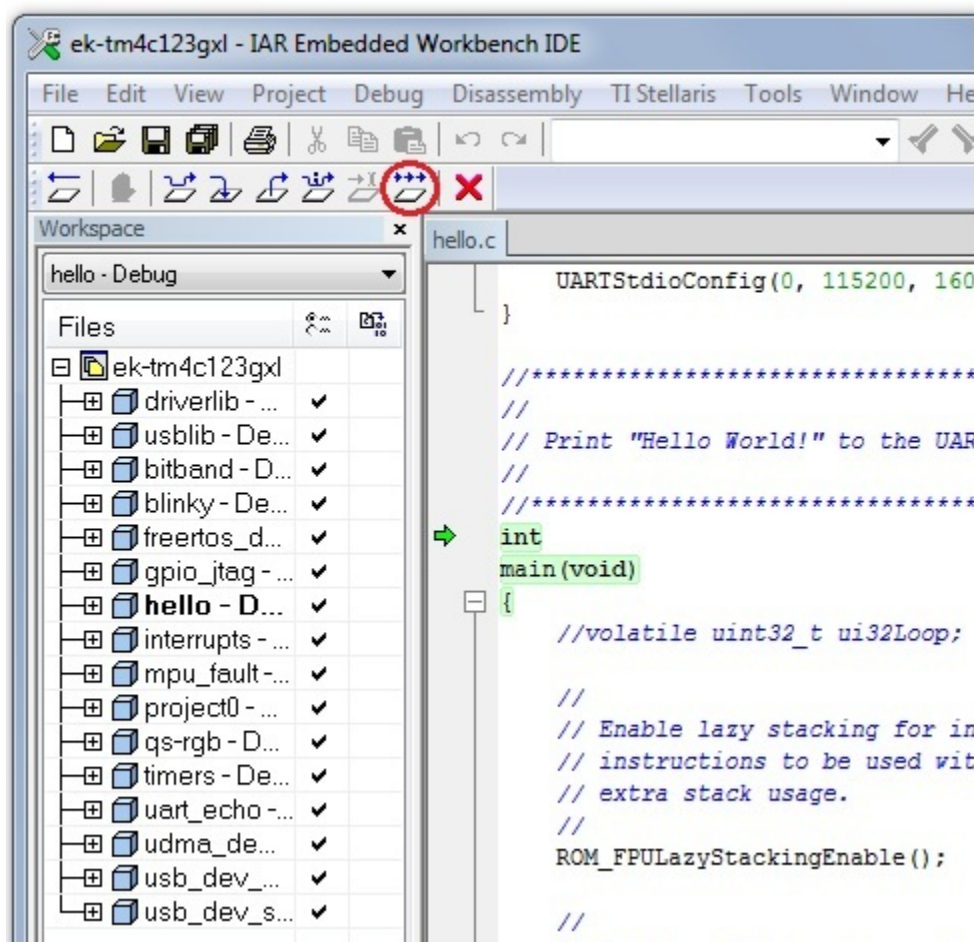 ek-tm4c123gxl - IAR Embedded Workbench IDE
File Edit View Project Debug Disassembly TI Stellaris Tools Window He
Workspace
hello - Debug
Files
ek-tm4c123gxl
driverlib - ...
usblib - De...
bitband - D...
blinky - De...
freertos_d...
gpio_jtag - ...
hello - D...
interrupts - ...
mpu_fault -...
project0 - ...
qs-rgb - D...
timers - De...
uart_echo -...
udma_de...
usb_dev_...
usb_dev_s...
hello.c
UARTStdioConfig(0, 115200, 160
}
//********************************
//
// Print "Hello World!" to the UAR
//
//********************************
int
main(void)
{
//volatile uint32_t ui32Loop;
//
// Enable lazy stacking for in
// instructions to be used wit
// extra stack usage.
//
ROM_FPULazyStackingEnable();
//